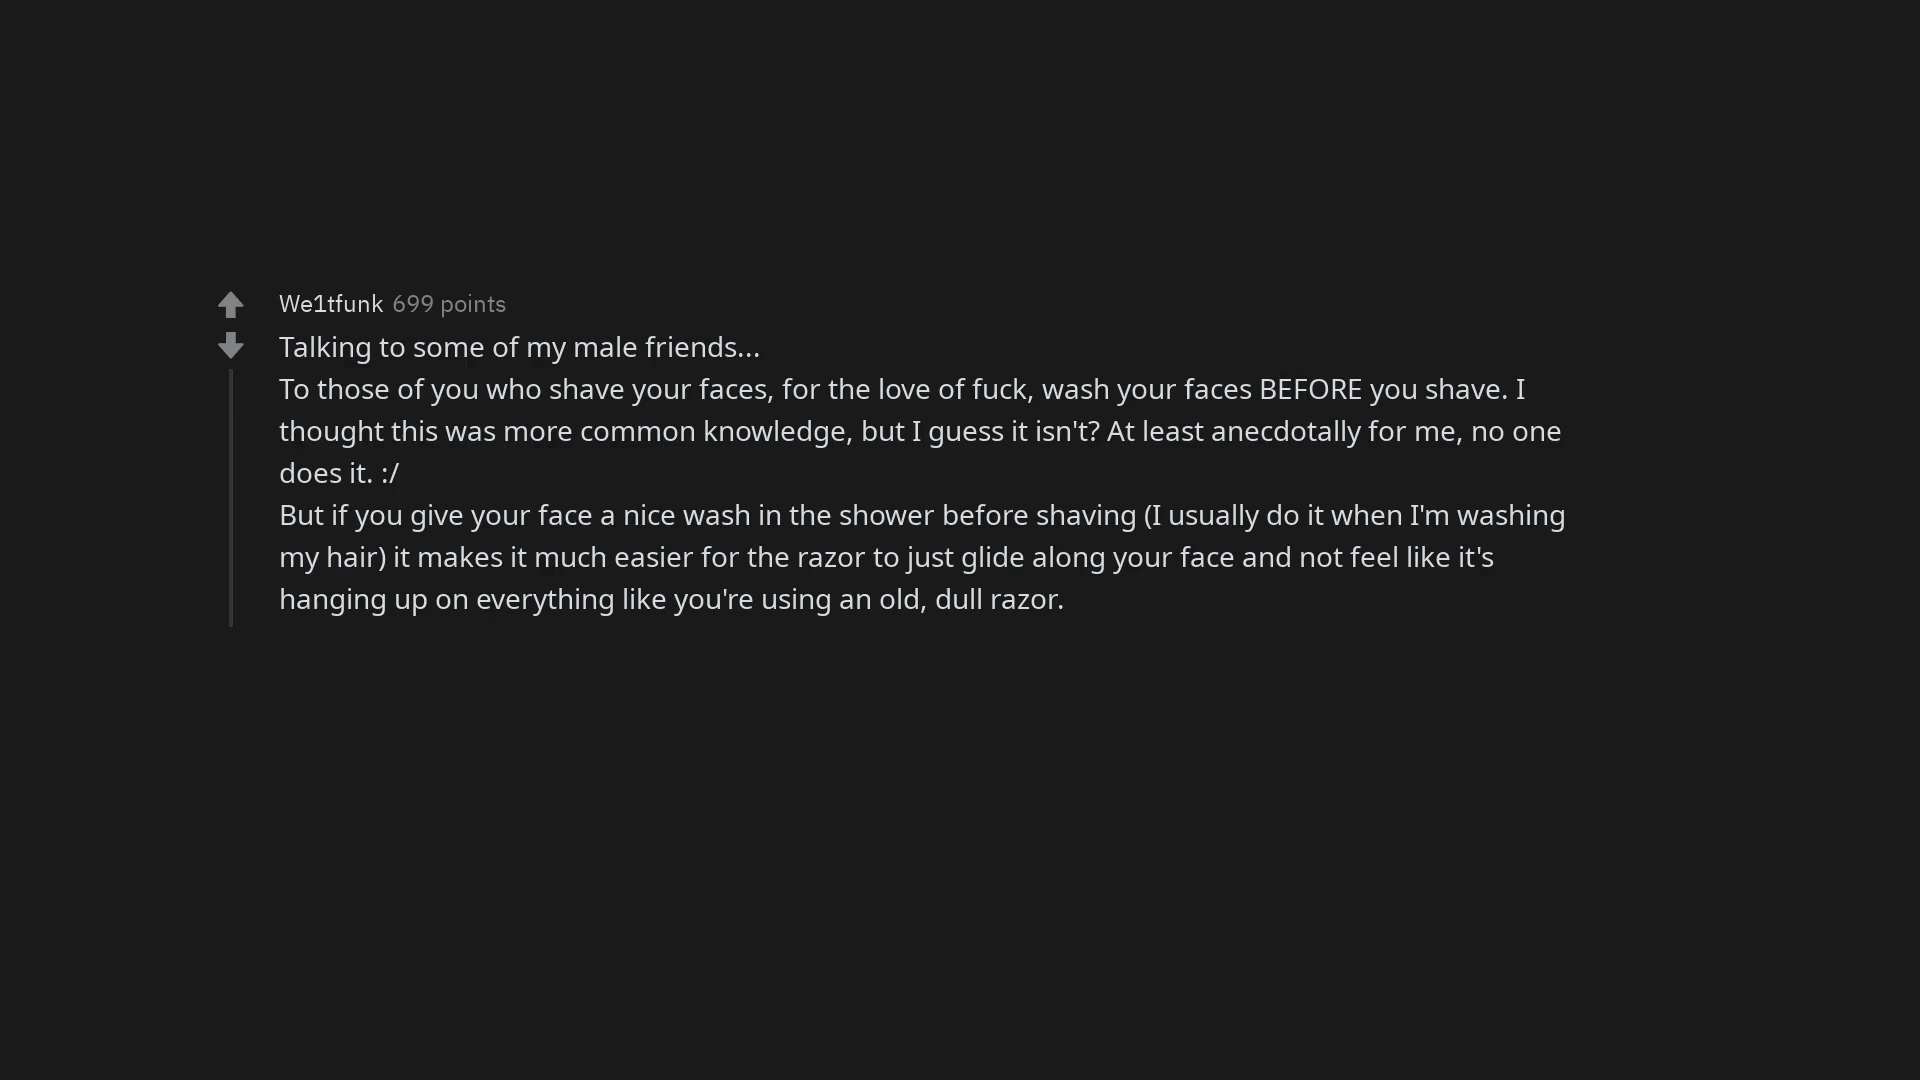 We1tfunk 699 points
Talking to some of my male friends...
To those of you who shave your faces, for the love of fuck, wash your faces BEFORE you shave. I
thought this was more common knowledge, but I guess it isn't? At least anecdotally for me, no one
does it. :/
But if you give your face a nice wash in the shower before shaving (I usually do it when I'm washing
my hair) it makes it much easier for the razor to just glide along your face and not feel like it's
hanging up on everything like you're using an old, dull razor.